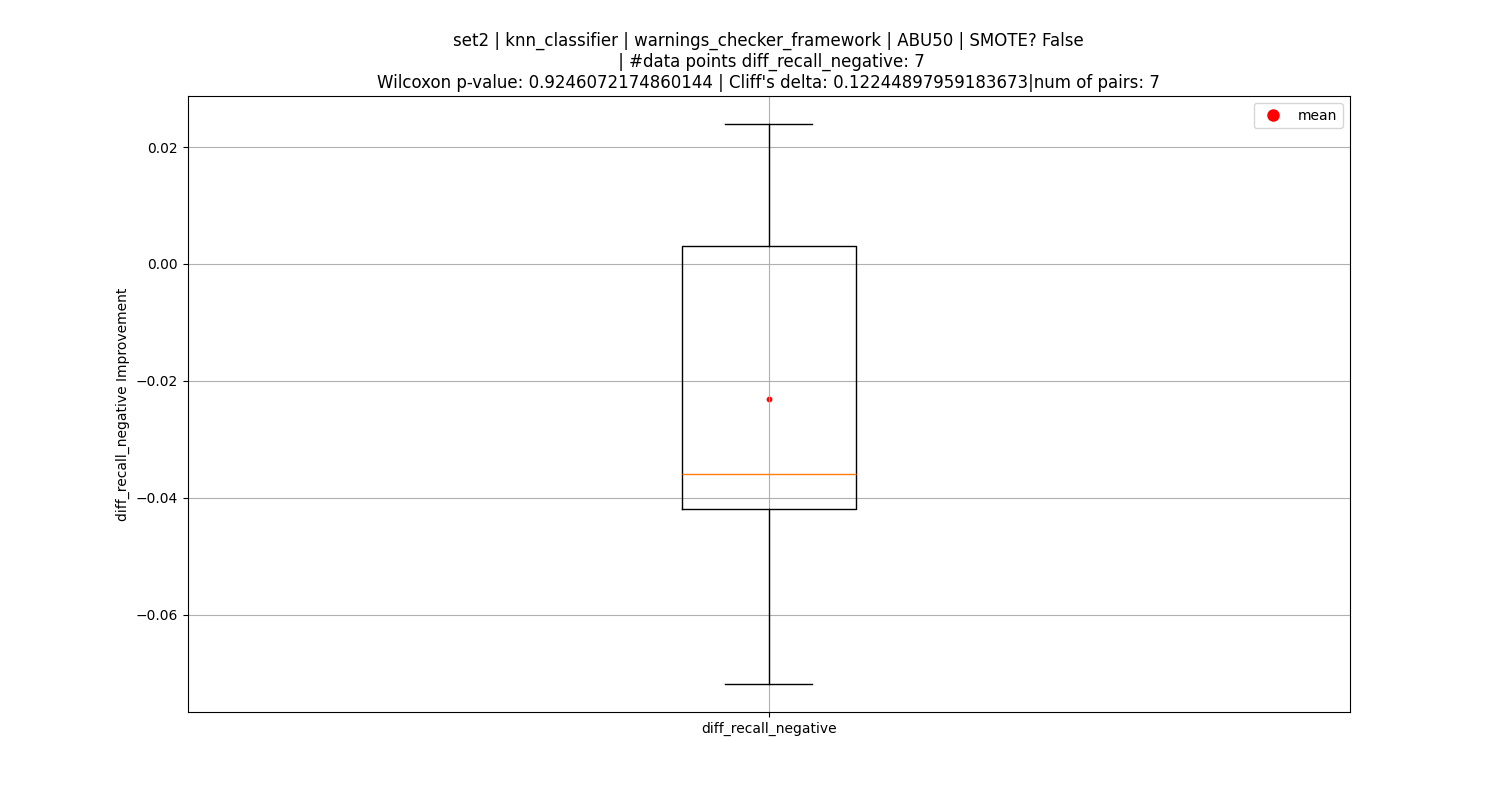 set2 | knn_classifier | warnings_checker_framework | ABU50 | SMOTE? False
| #data points diff_recall_negative: 7
Wilcoxon p-value: 0.9246072174860144 | Cliff's delta: 0.12244897959183673|num of pairs: 7
mean
0.02
0.00
−0.02
−0.04
−0.06
diff_recall_negative Improvement
diff_recall_negative